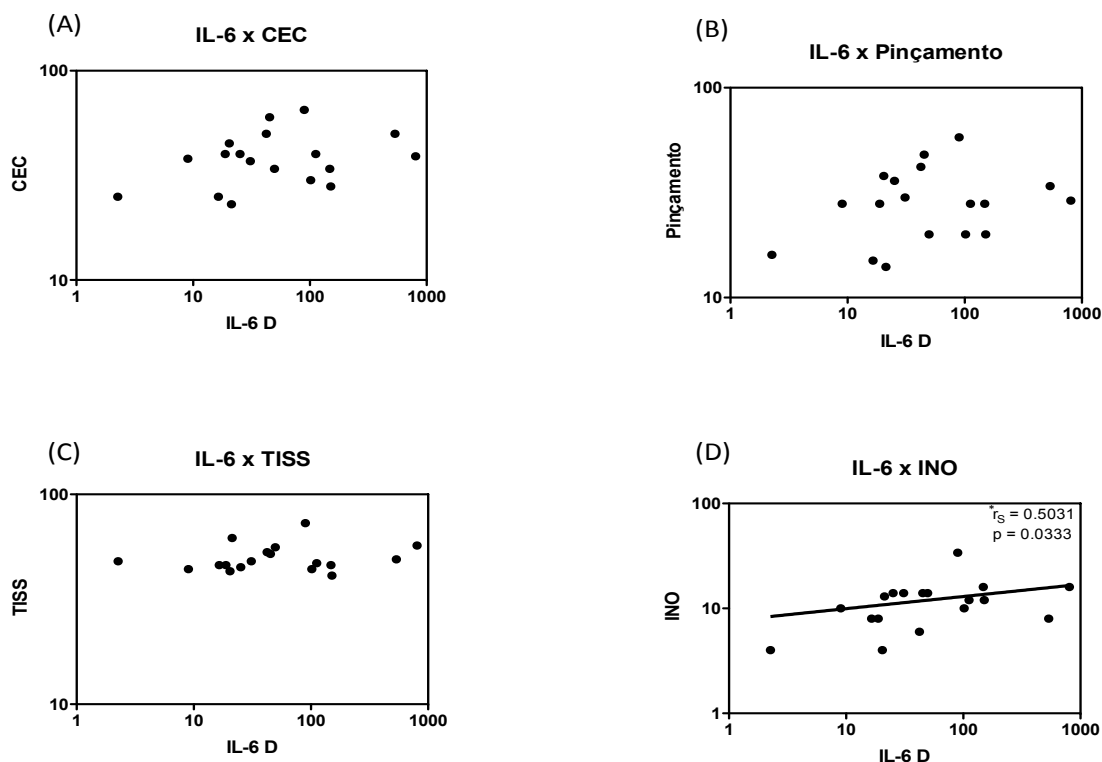 (A)
IL-6 x CEC
100
CEC
10
1
10
100
1000
IL-6 D
(B)
IL-6 x Pinçamento
100
Pinçamento
10
1
10
100
1000
IL-6 D
(C)
IL-6 x TISS
100
TISS
10
1
10
100
1000
IL-6 D
(D)
IL-6 x INO
100
*rS = 0.5031
p = 0.0333
INO
10
1
1
10
100
1000
IL-6 D